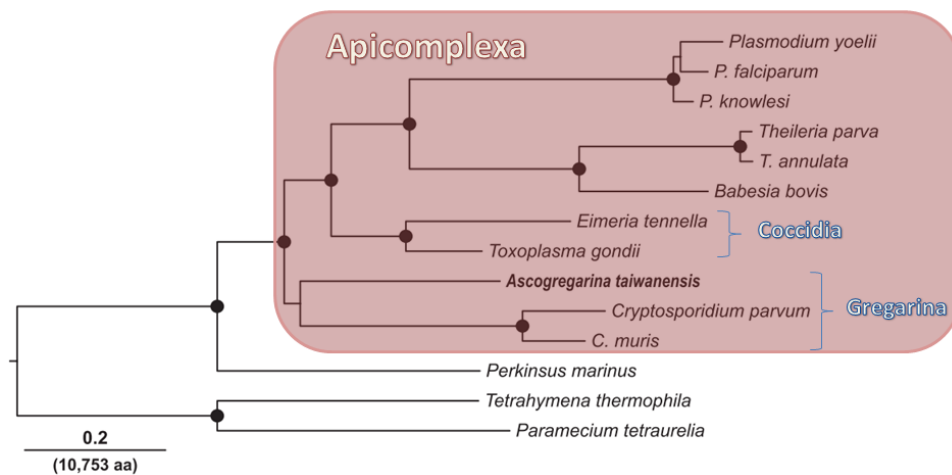 Apicomplexa
Plasmodium yoelii
P. falciparum
P. knowlesi
Theileria parva
T. annulata
Babesia bovis
Eimeria tennella
Coccidia
Toxoplasma gondii
Ascogregarina taiwanensis
Cryptosporidium parvum
Gregarina
C. muris
Perkinsus marinus
Tetrahymena thermophila
Paramecium tetraurelia
0.2
(10,753 aa)